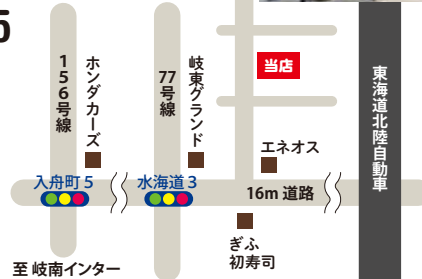 5
156号線
ホンダカーズ
77号線
岐東グランド
当店
東海道北陸自動車
エネオス
入舟町5
水海道3
16m 道路
ぎふ
初寿司
至 岐南インター